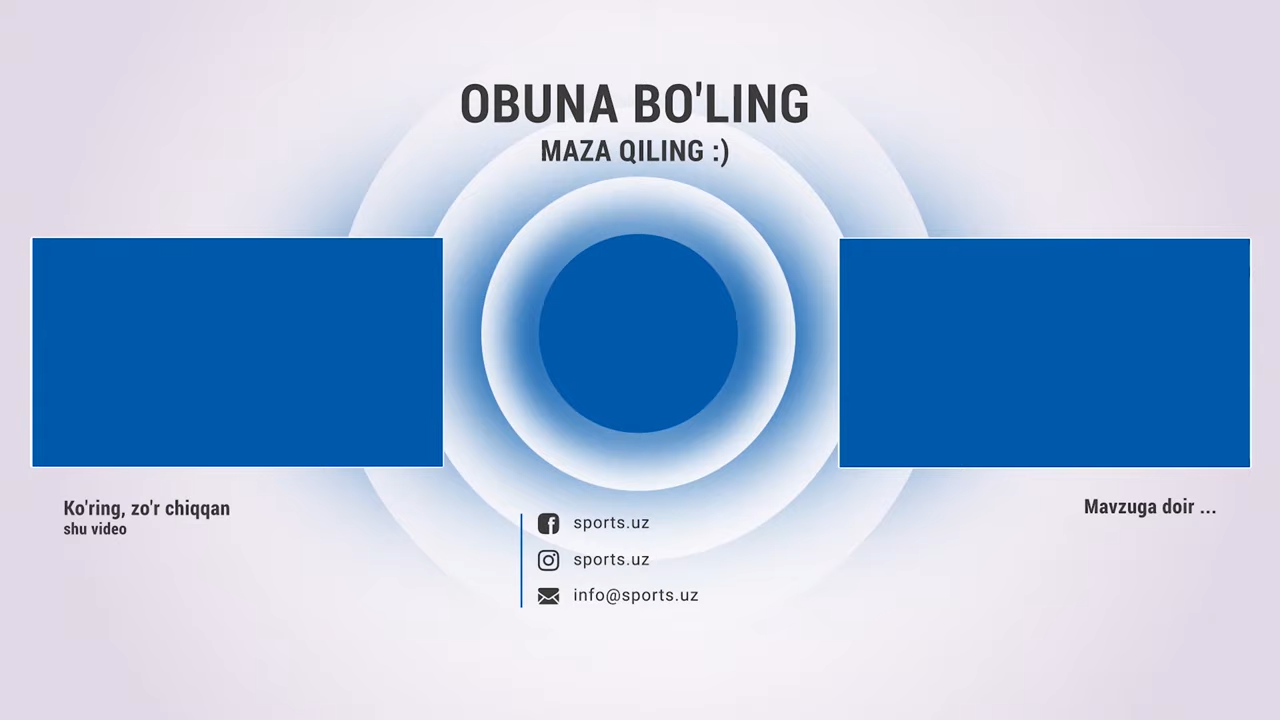 OBUNA BO'LING
MAZA QILING :)
Ko'ring, zo'r chiqqan
shu video
Mavzuga doir ...
sports.uz
sports.uz
info@sports.uz